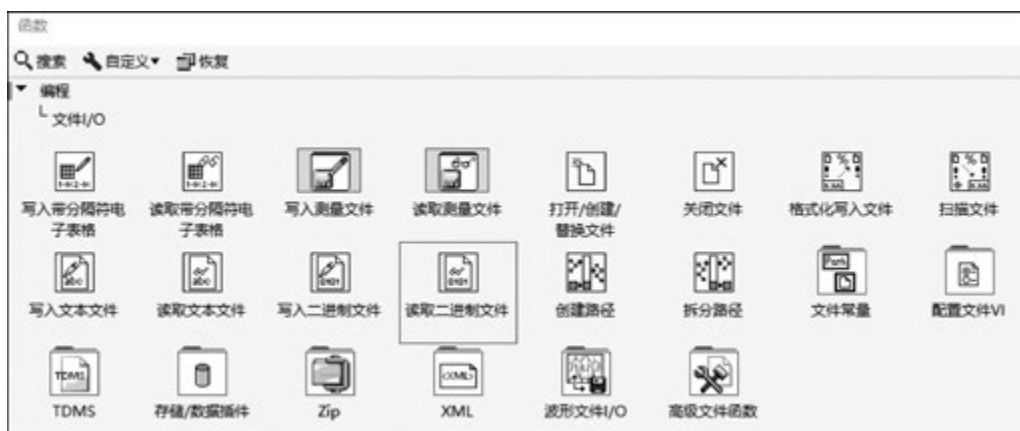 函数
搜索 自定义▾ 恢复
编程
文件I/O
写入带分隔符电子表格 读取带分隔符电子表格 写入测量文件 读取测量文件 打开/创建/替换文件 关闭文件 格式化写入文件 扫描文件
写入文本文件 读取文本文件 写入二进制文件 读取二进制文件 创建路径 拆分路径 文件常量 配置文件VI
TDMS 存储/数据插件 Zip XML 波形文件I/O 高级文件函数